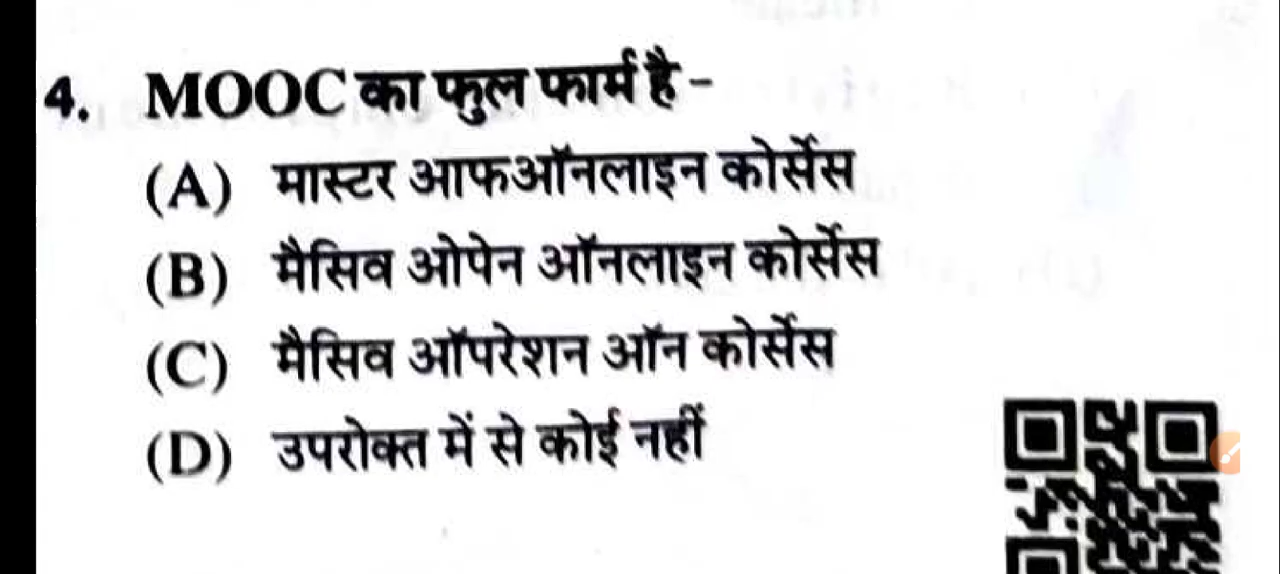 4. MOOC का फुल फार्म है -
(A) मास्टर आफऑनलाइन कोर्सेस
(B) मैसिव ओपेन ऑनलाइन कोर्सेस
(C) मैसिव ऑपरेशन ऑन कोर्सेस
(D) उपरोक्त में से कोई नहीं